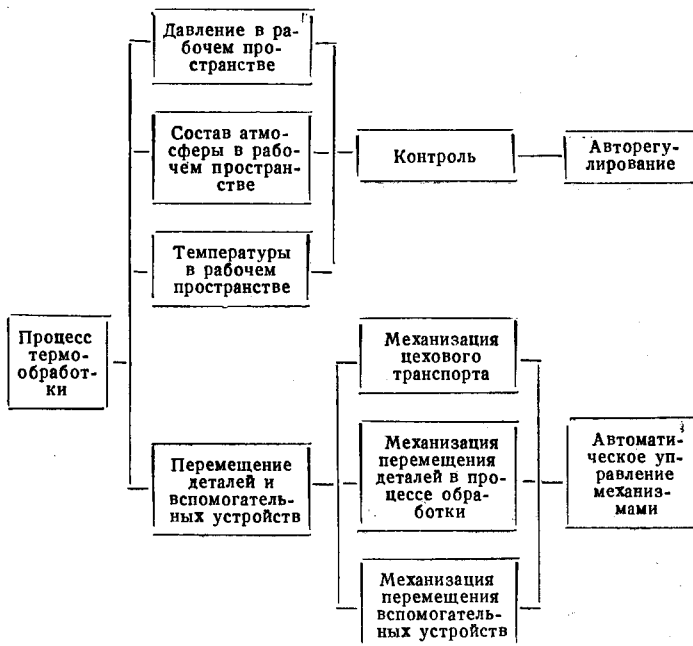 Давление в ра-
бочем про-
странстве
Состав атмо-
сферы в рабо-
чем простран-
стве
Контроль
Авторегу-
лирование
Температуры
в рабочем
пространстве
Процесс
термо-
обработ-
ки
Механизация
цехового
транспорта
Перемещение
деталей и
вспомогатель-
ных устройств
Механизация
перемещения
деталей в про-
цессе обра-
ботки
Автомати-
ческое уп-
равление
механиз-
мами
Механизация
перемещения
вспомогатель-
ных устройств